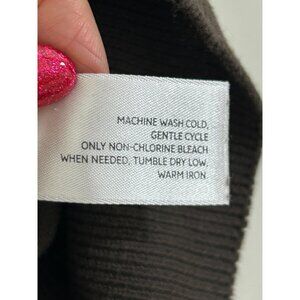 MACHINE WASH COLD,
GENTLE CYCLE
ONLY NON-CHLORINE BLEACH
WHEN NEEDED, TUMBLE DRY LOW,
WARM IRON.